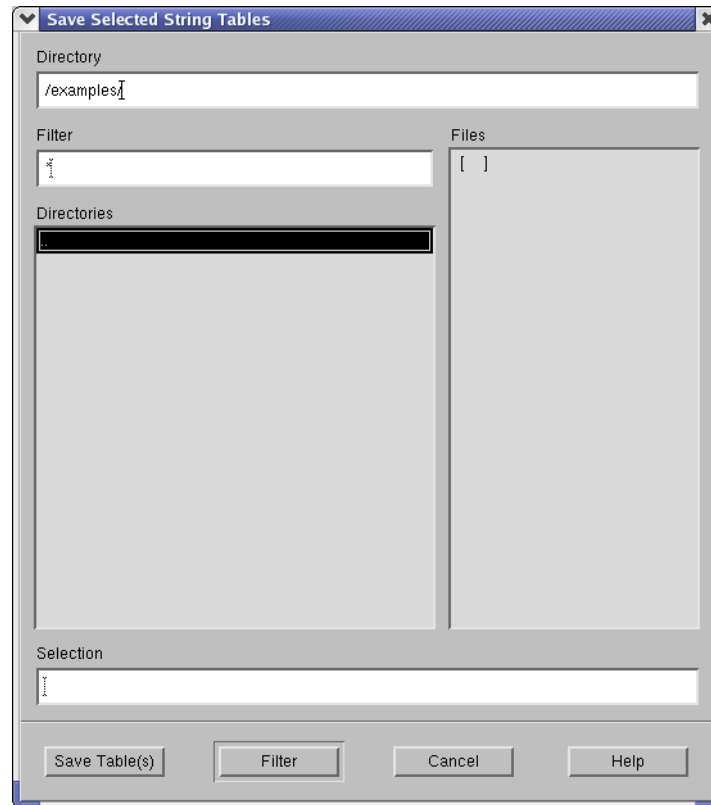 Save Selected String Tables
Directory
/examples/
Filter
*
Files
[ ]
Directories
..
Selection
Save Table(s)
Filter
Cancel
Help